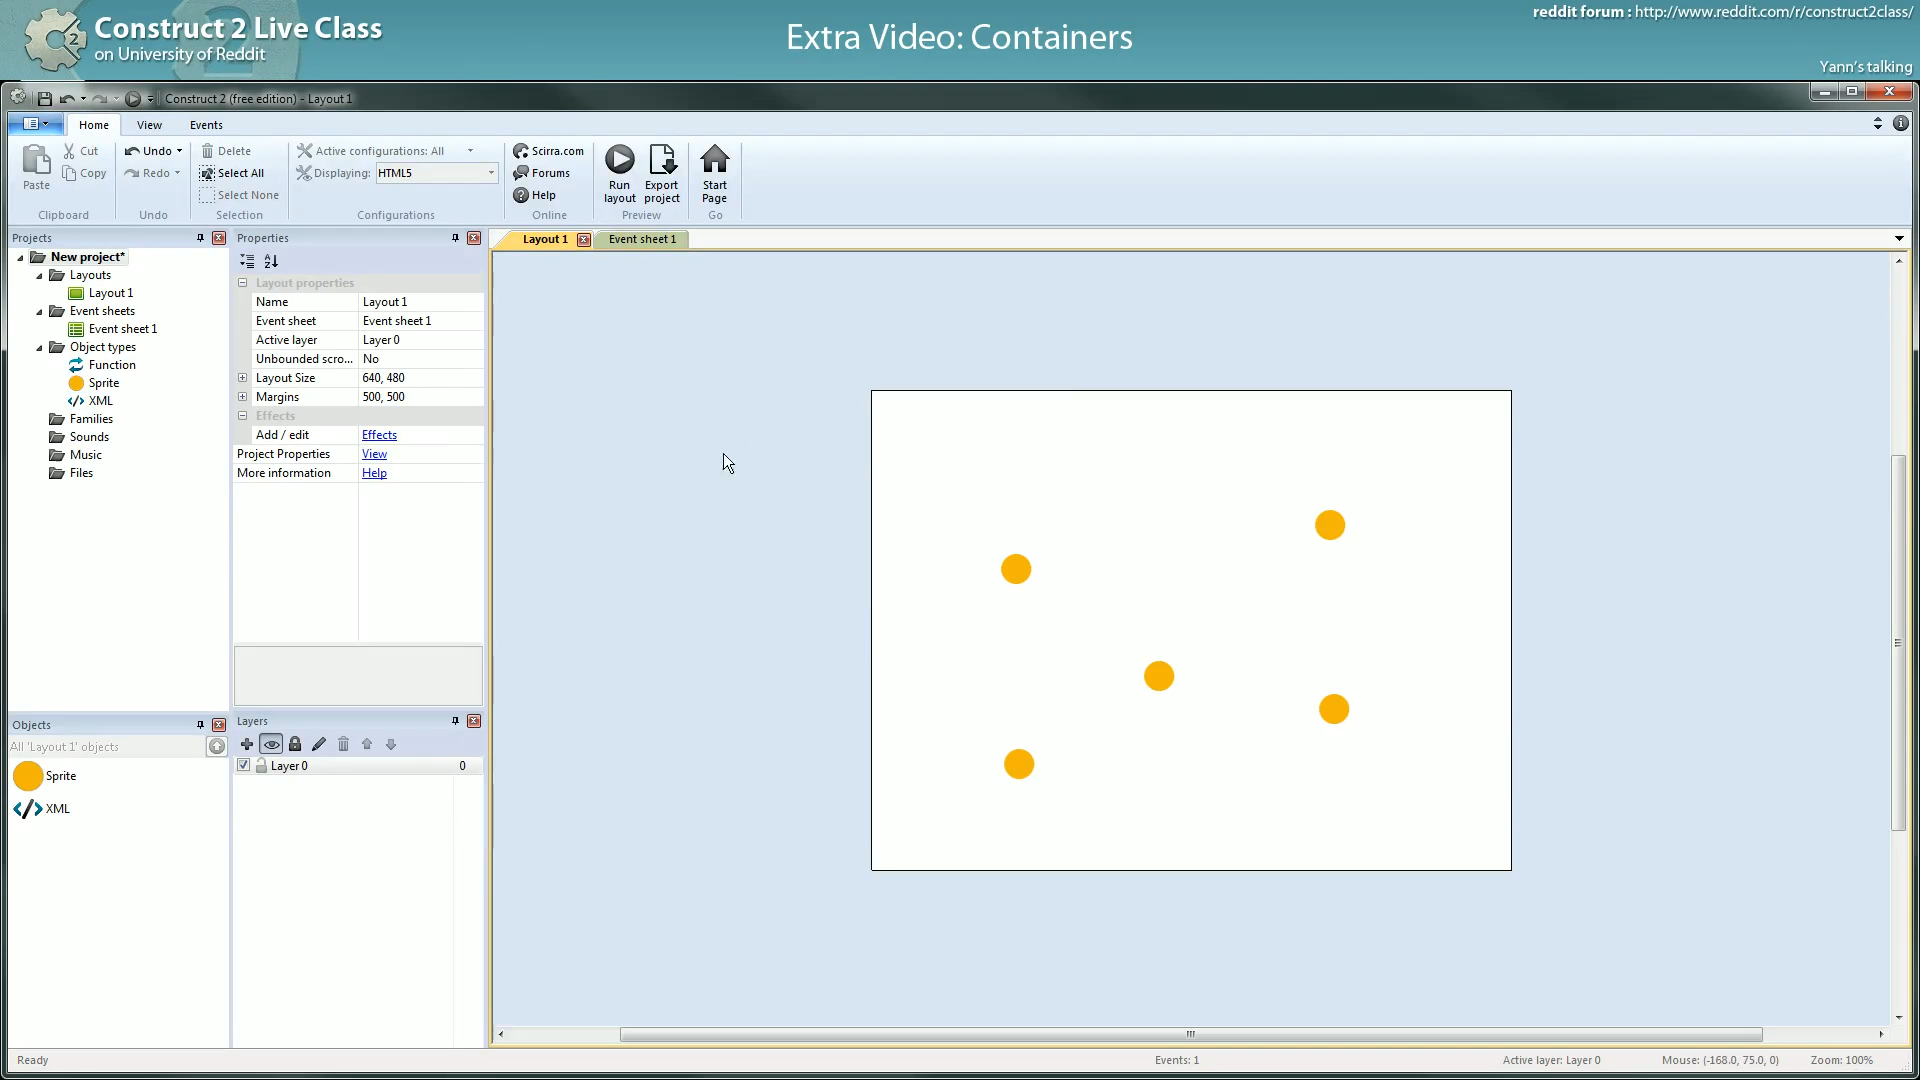 Construct 2 Live Class
on University of Reddit
Extra Video: Containers
reddit forum : http://www.reddit.com/r/construct2class/
Yann's talking
Construct 2 (free edition) - Layout 1
Home View Events
Paste
Cut
Copy
Clipboard
Undo
Redo
Undo
Delete
Select All
Select None
Selection
Active configurations: All
Displaying: HTML5
Configurations
Scirra.com
Forums
Help
Online
Run layout
Export project
Preview
Start Page
Go
Projects
New project*
Layouts
Layout 1
Event sheets
Event sheet 1
Object types
Function
Sprite
XML
Families
Sounds
Music
Files
Properties
Layout properties
Name Layout 1
Event sheet Event sheet 1
Active layer Layer 0
Unbounded scro... No
Layout Size 640, 480
Margins 500, 500
Effects
Add / edit Effects
Project Properties View
More information Help
Layout 1 Event sheet 1
Objects
All 'Layout 1' objects
Sprite
XML
Layers
Layer 0 0
Ready Events: 1 Active layer: Layer 0 Mouse: (-168.0, 75.0, 0) Zoom: 100%